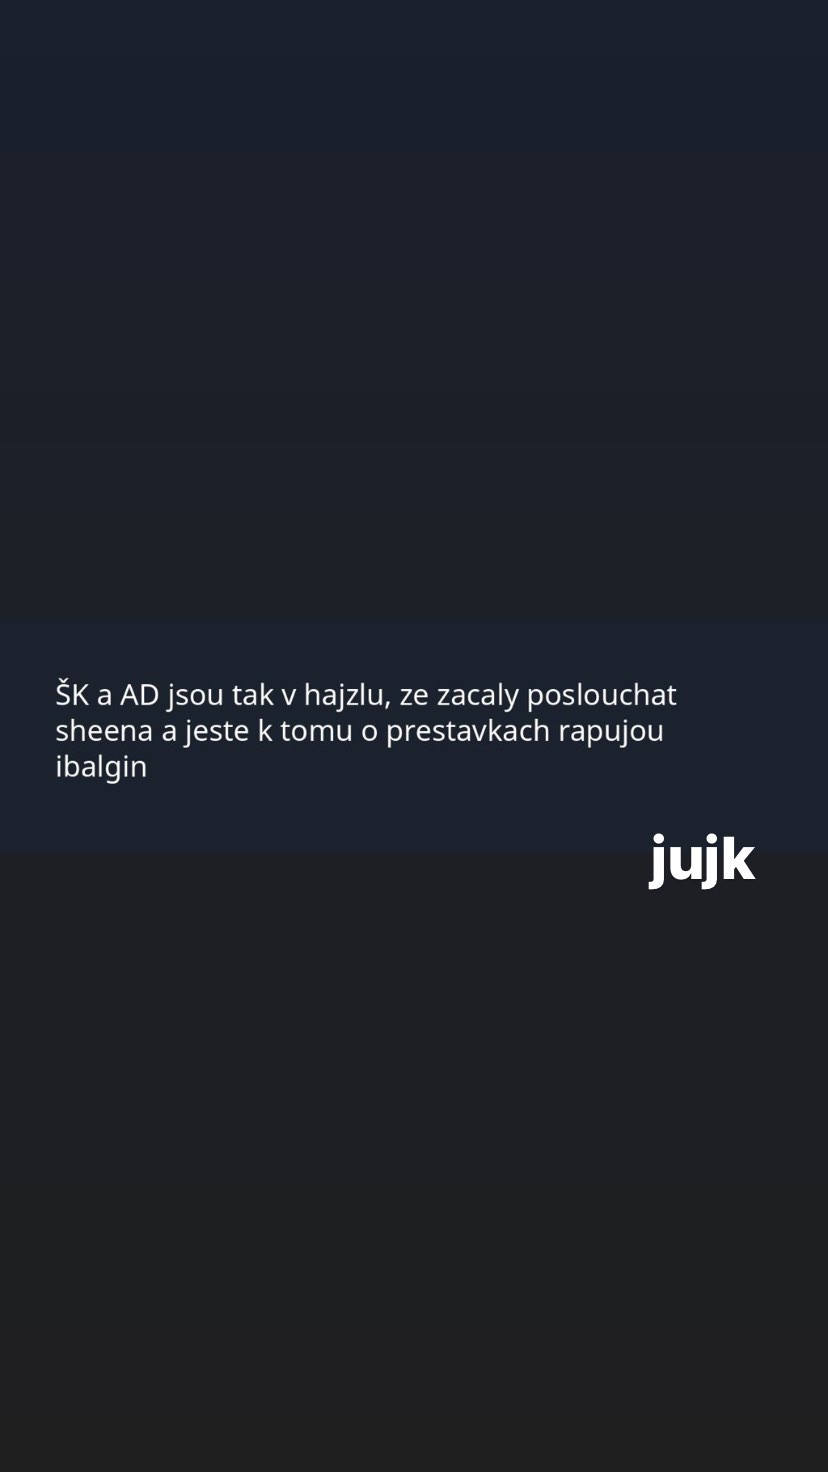 ŠK a AD jsou tak v hajzlu, ze zacaly poslouchat
sheena a jeste k tomu o prestavkach rapujou
ibalgin
jujk